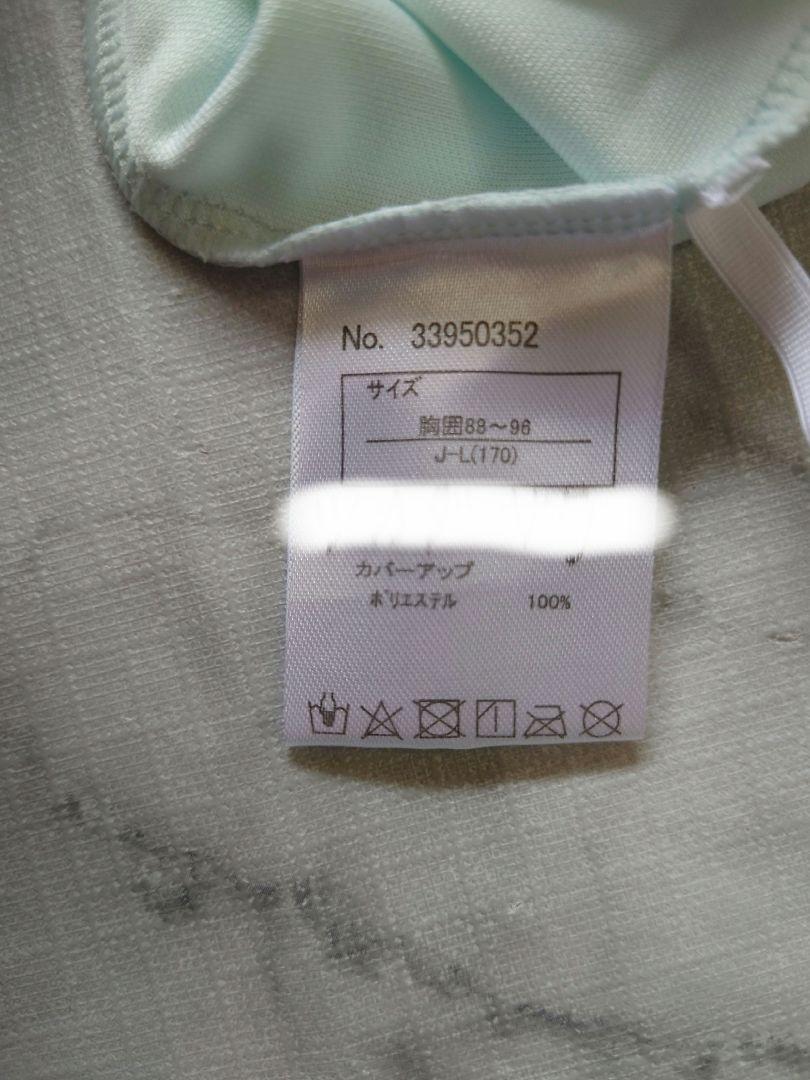 No. 33950352
サイズ
胸囲88〜96
J-L(170)
カバーアップ
ポリエステル 100%